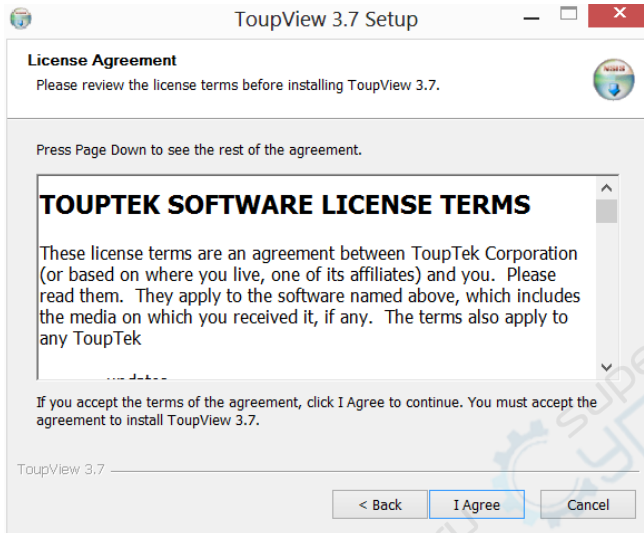 ToupView 3.7 Setup
License Agreement
Please review the license terms before installing ToupView 3.7.
Press Page Down to see the rest of the agreement.
TOUPTEK SOFTWARE LICENSE TERMS
These license terms are an agreement between ToupTek Corporation
(or based on where you live, one of its affiliates) and you.  Please
read them.  They apply to the software named above, which includes
the media on which you received it, if any.  The terms also apply to
any ToupTek
If you accept the terms of the agreement, click I Agree to continue. You must accept the
agreement to install ToupView 3.7.
ToupView 3.7
< Back
I Agree
Cancel